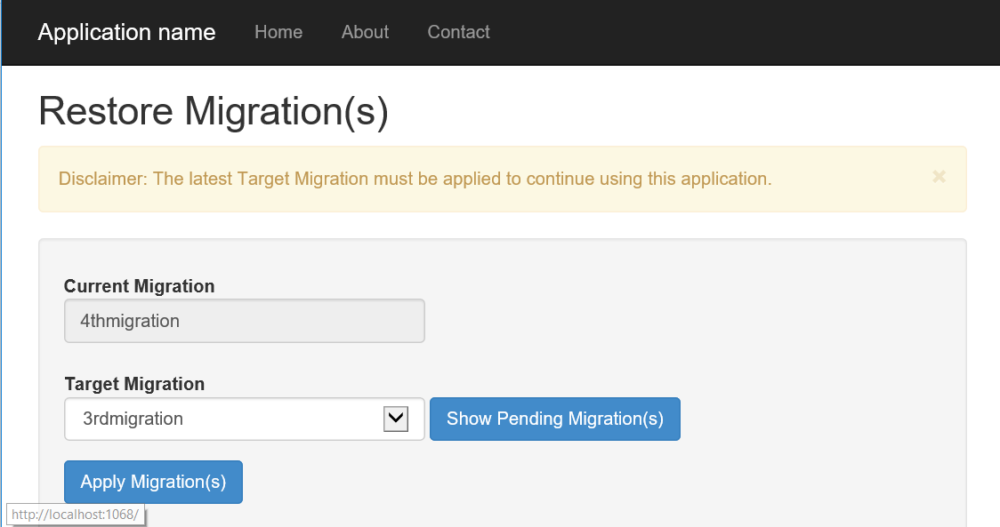 Application name Home About Contact
Restore Migration(s)
Disclaimer: The latest Target Migration must be applied to continue using this application. ×
Current Migration
4thmigration
Target Migration
3rdmigration Show Pending Migration(s)
Apply Migration(s)
http://localhost:1068/